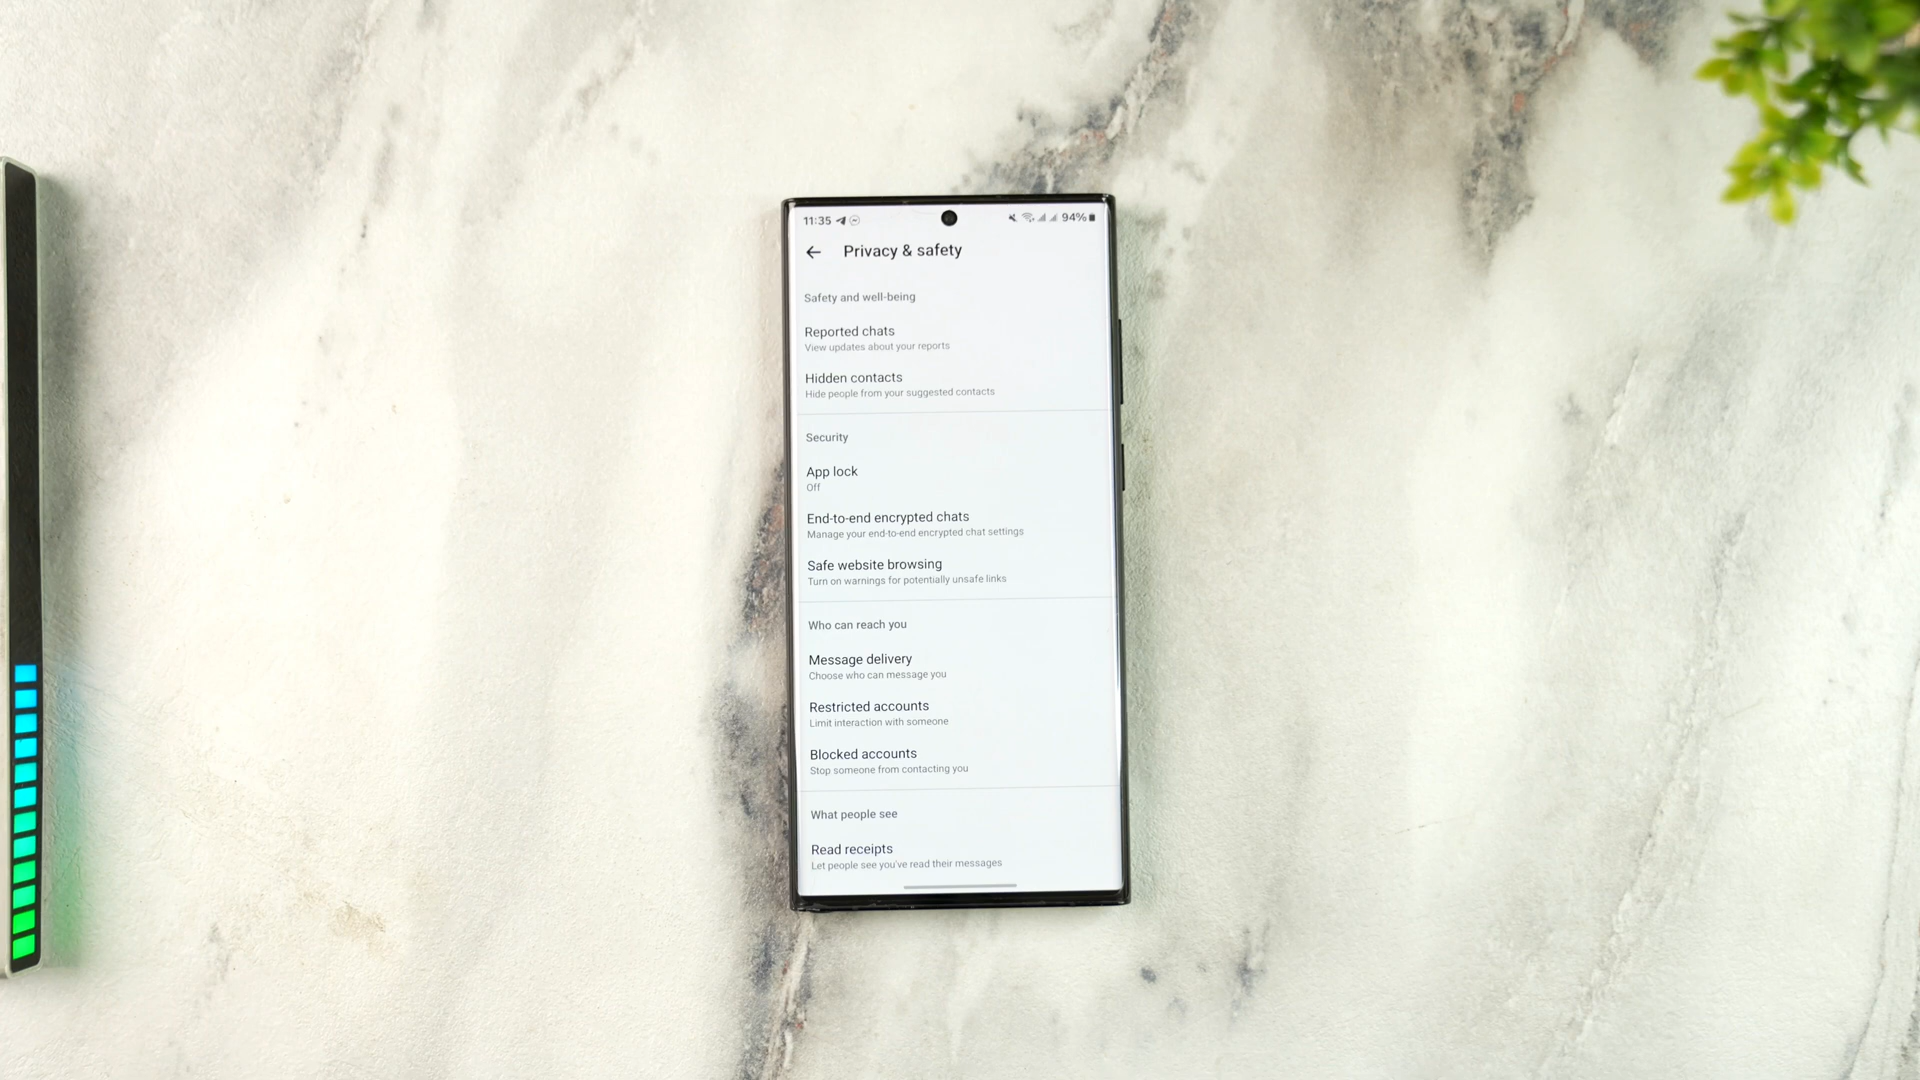 11:35 94%
Privacy & safety
Safety and well-being
Reported chats
View updates about your reports
Hidden contacts
Hide people from your suggested contacts
Security
App lock
Off
End-to-end encrypted chats
Manage your end-to-end encrypted chat settings
Safe website browsing
Turn on warnings for potentially unsafe links
Who can reach you
Message delivery
Choose who can message you
Restricted accounts
Limit interaction with someone
Blocked accounts
Stop someone from contacting you
What people see
Read receipts
Let people see you've read their messages